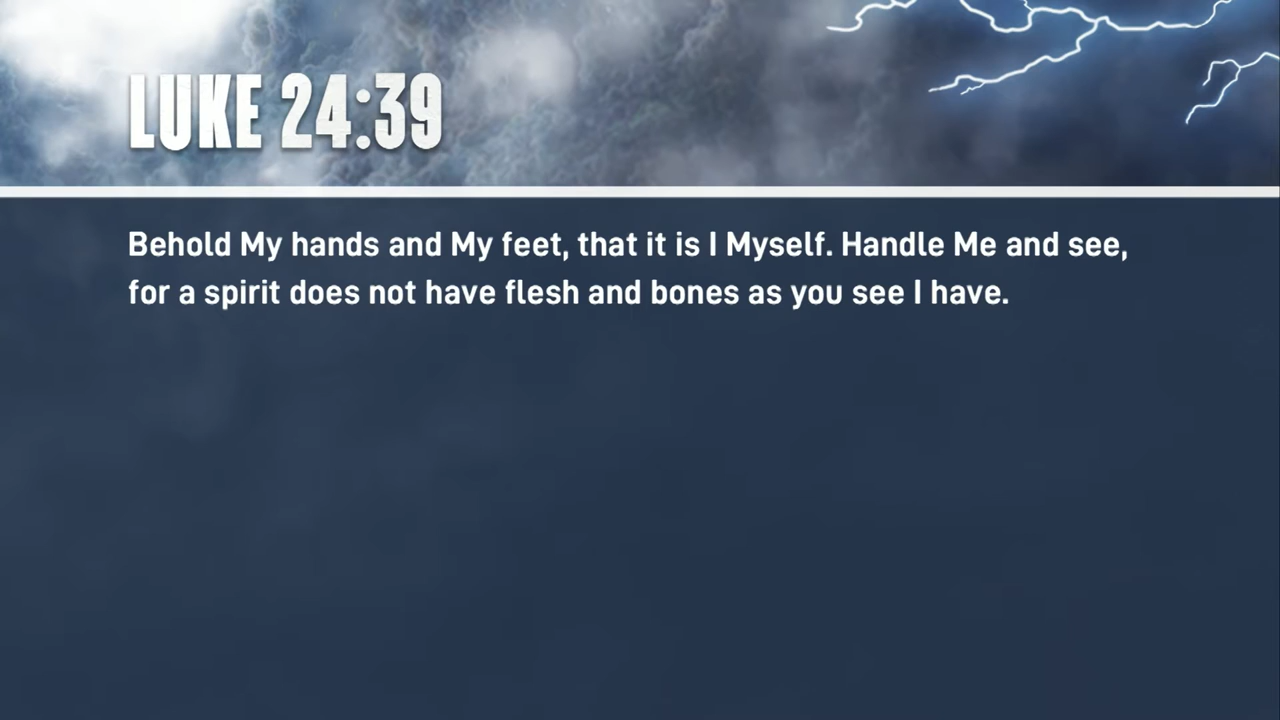 LUKE 24:39
Behold My hands and My feet, that it is I Myself. Handle Me and see,
for a spirit does not have flesh and bones as you see I have.